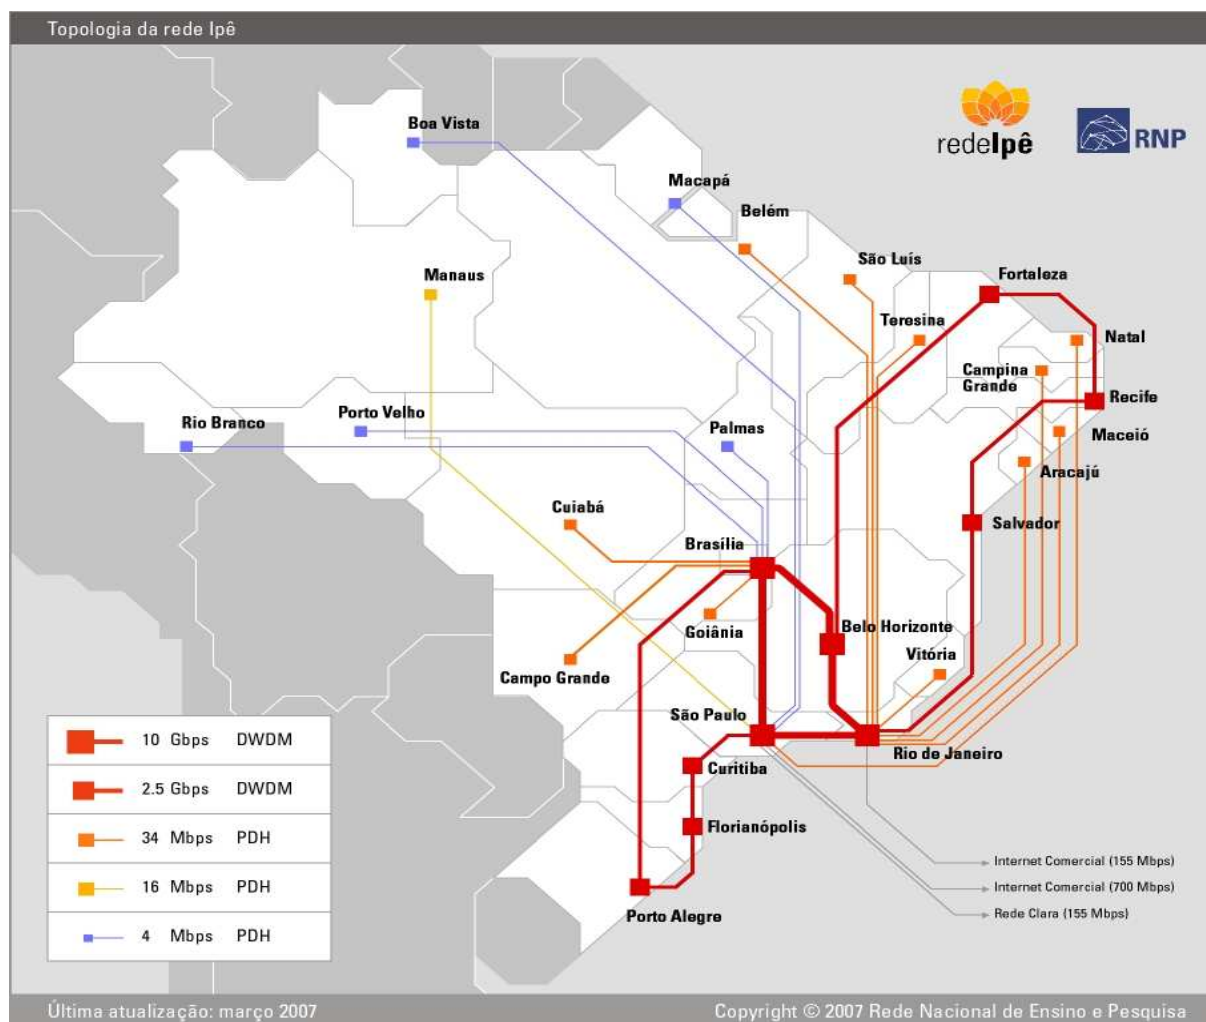 Topologia da rede Ipê
redeIpê
RNP
Boa Vista
Macapá
Belém
São Luís
Fortaleza
Manaus
Teresina
Natal
Campina
Grande
Recife
Porto Velho
Rio Branco
Palmas
Maceió
Aracajú
Cuiabá
Salvador
Brasília
Goiânia
Belo Horizonte
Vitória
Campo Grande
São Paulo
Rio de Janeiro
Curitiba
Florianópolis
Porto Alegre
10 Gbps DWDM
2.5 Gbps DWDM
34 Mbps PDH
16 Mbps PDH
4 Mbps PDH
Internet Comercial (155 Mbps)
Internet Comercial (700 Mbps)
Rede Clara (155 Mbps)
Última atualização: março 2007
Copyright © 2007 Rede Nacional de Ensino e Pesquisa